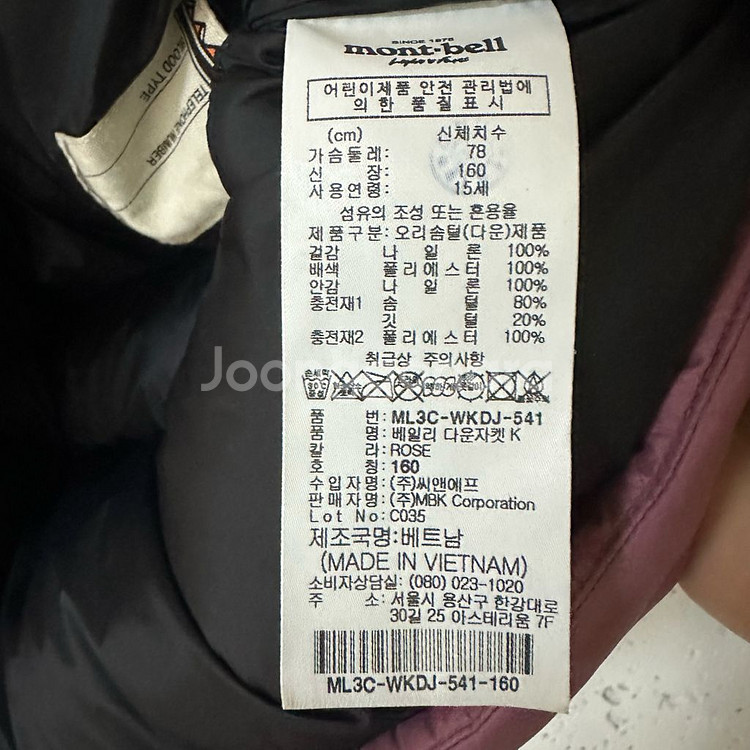 SINCE 1975
mont-bell
어린이제품 안전 관리법에
의 한 품 질 표 시
(cm) 신체치수
가슴둘레: 78
신 장: 160
사용연령: 15세
섬유의 조성 또는 혼용율
제품구분: 오리솜털(다운)제품
겉감 나 일 론 100%
배색 폴리에스터 100%
안감 나 일 론 100%
충전재1 솜 털 80%
깃 털 20%
충전재2 폴리에스터 100%
취급상 주의사항
손세탁
30℃
중성
품 번: ML3C-WKDJ-541
품 명: 베일리 다운자켓 K
칼 라: ROSE
호 칭: 160
수입자명: (주)씨앤에프
판매자명: (주)MBK Corporation
Lot No: C035
제조국명: 베트남
(MADE IN VIETNAM)
소비자상담실: (080) 023-1020
주 소: 서울시 용산구 한강대로
30길 25 아스테리움 7F
ML3C-WKDJ-541-160
BLOOD TYPE
TELEPHONE NUMBER